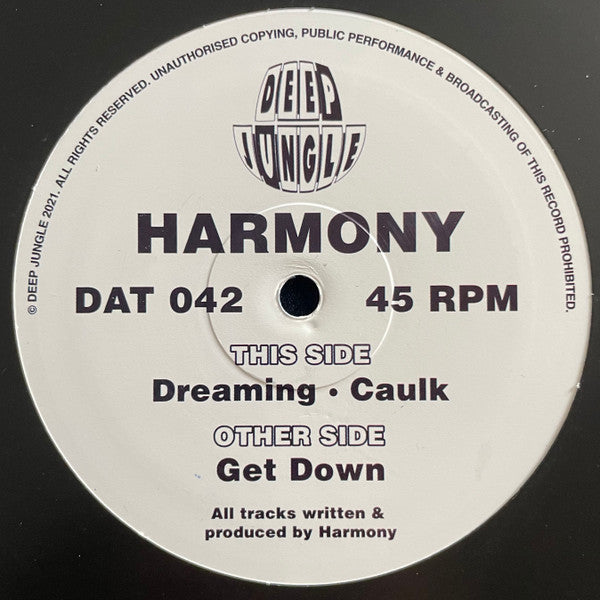 © DEEP JUNGLE 2021. ALL RIGHTS RESERVED. UNAUTHORISED COPYING, PUBLIC PERFORMANCE & BROADCASTING OF THIS RECORD PROHIBITED.
DEEP
JUNGLE
HARMONY
DAT 042 45 RPM
THIS SIDE
Dreaming • Caulk
OTHER SIDE
Get Down
All tracks written &
produced by Harmony